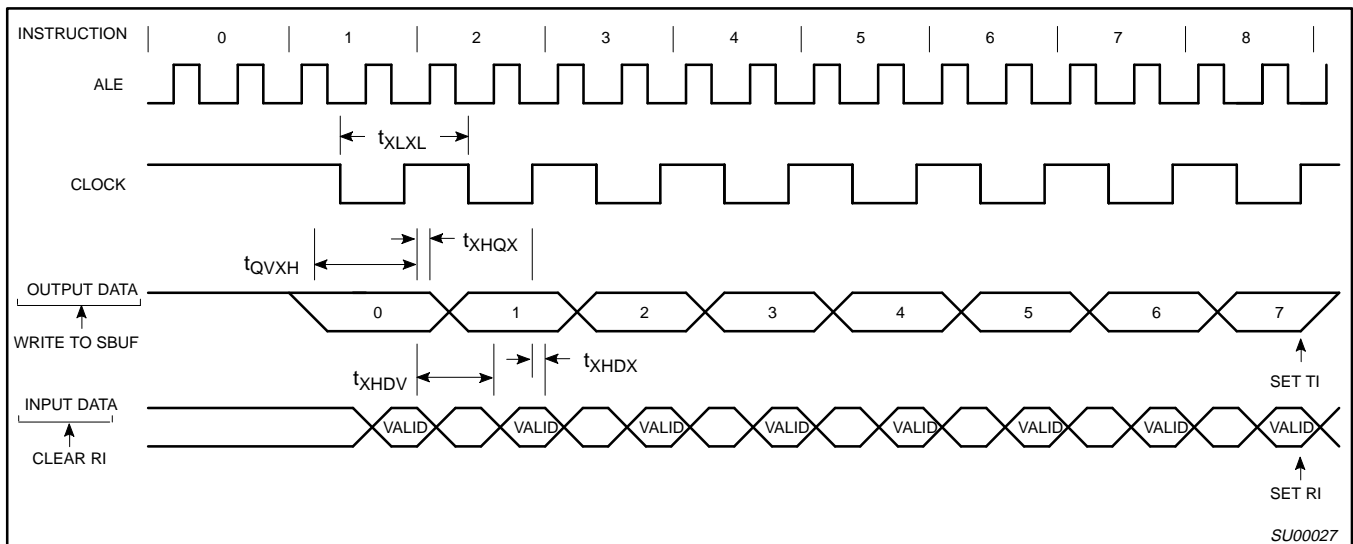 INSTRUCTION 0 1 2 3 4 5 6 7 8
ALE
tXLXL
CLOCK
tXHQX
tQVXH
OUTPUT DATA
0 1 2 3 4 5 6 7
WRITE TO SBUF
tXHDX
tXHDV
SET TI
INPUT DATA
VALID VALID VALID VALID VALID VALID VALID VALID
CLEAR RI
SET RI
SU00027